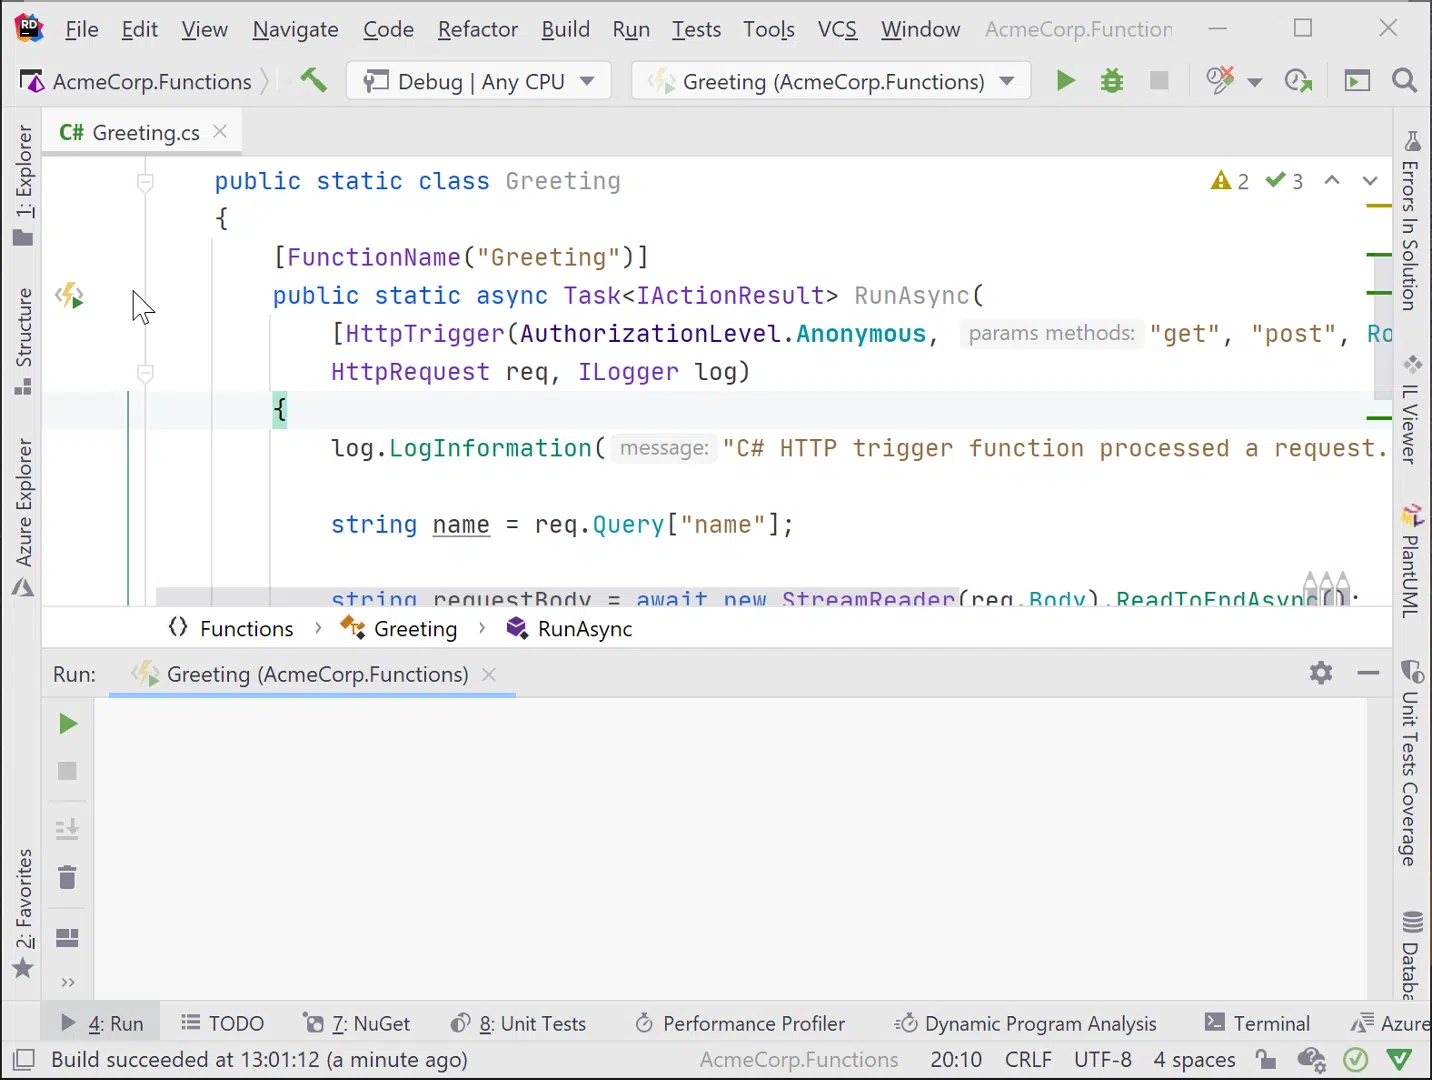 RD File Edit View Navigate Code Refactor Build Run Tests Tools VCS Window AcmeCorp.Function
AcmeCorp.Functions Debug | Any CPU Greeting (AcmeCorp.Functions)
C# Greeting.cs
1: Explorer
Structure
Azure Explorer
2: Favorites
public static class Greeting
2 3
{
[FunctionName("Greeting")]
public static async Task<IActionResult> RunAsync(
[HttpTrigger(AuthorizationLevel.Anonymous, params methods: "get", "post", Ro
HttpRequest req, ILogger log)
{
log.LogInformation( message: "C# HTTP trigger function processed a request.
string name = req.Query["name"];
string requestBody = await new StreamReader(req.Body).ReadToEndAsync();
Functions › Greeting › RunAsync
Errors In Solution
IL Viewer
PlantUML
Unit Tests Coverage
Databa
Run: Greeting (AcmeCorp.Functions)
4: Run TODO 7: NuGet 8: Unit Tests Performance Profiler Dynamic Program Analysis Terminal Azure
Build succeeded at 13:01:12 (a minute ago) AcmeCorp.Functions 20:10 CRLF UTF-8 4 spaces